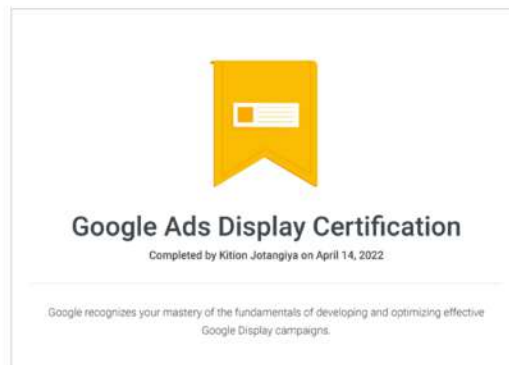 Google Ads Display Certification
Completed by Kition Jotangiya on April 14, 2022
Google recognizes your mastery of the fundamentals of developing and optimizing effective
Google Display campaigns.